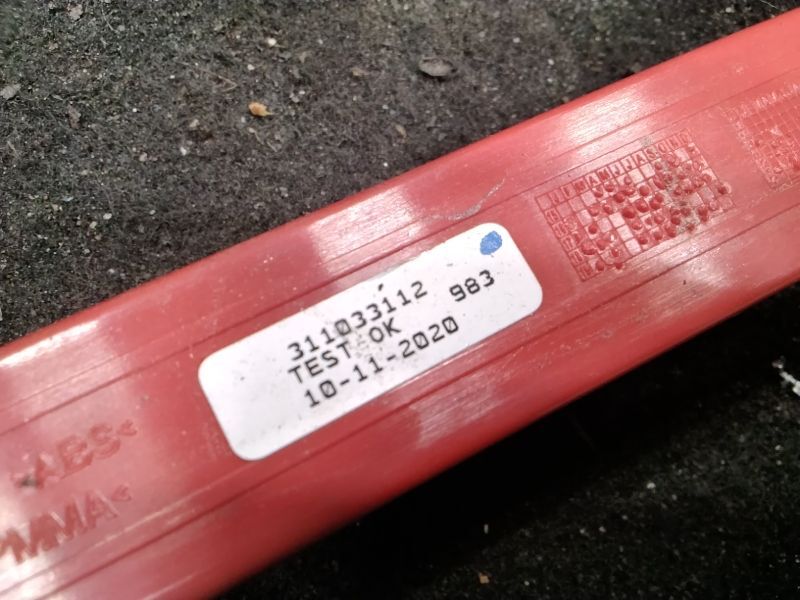 311033112
983
TEST OK
10-11-2020
>ABS<
PMMA<
J F M A M J J A S O N D